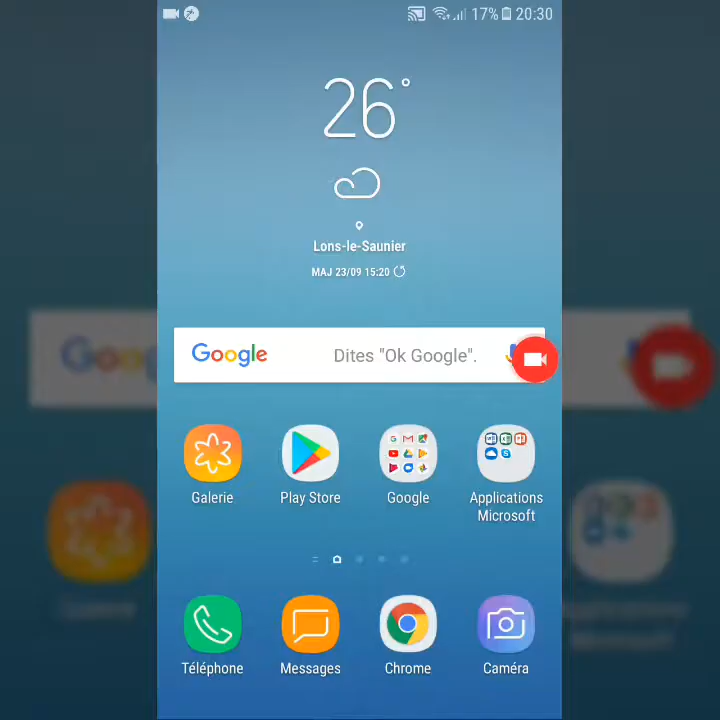 17% 20:30
26°
Lons-le-Saunier
MAJ 23/09 15:20
Google Dites "Ok Google".
Galerie Play Store Google Applications Microsoft
Téléphone Messages Chrome Caméra